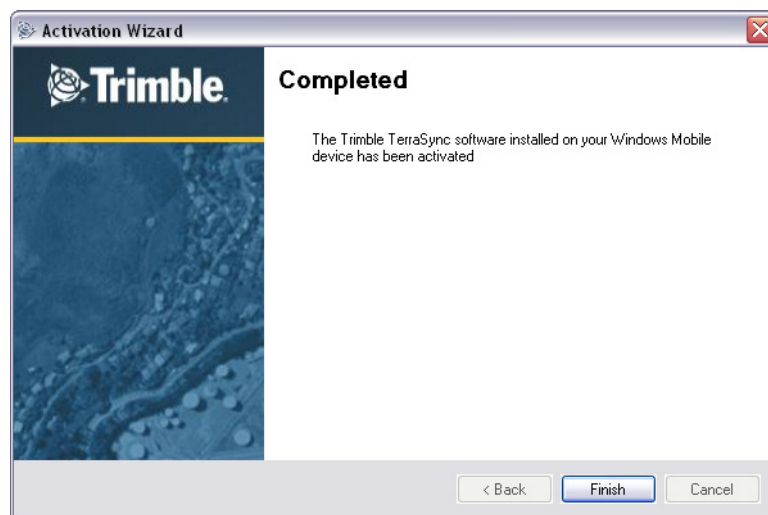 Activation Wizard
Trimble.
Completed
The Trimble TerraSync software installed on your Windows Mobile
device has been activated
< Back
Finish
Cancel